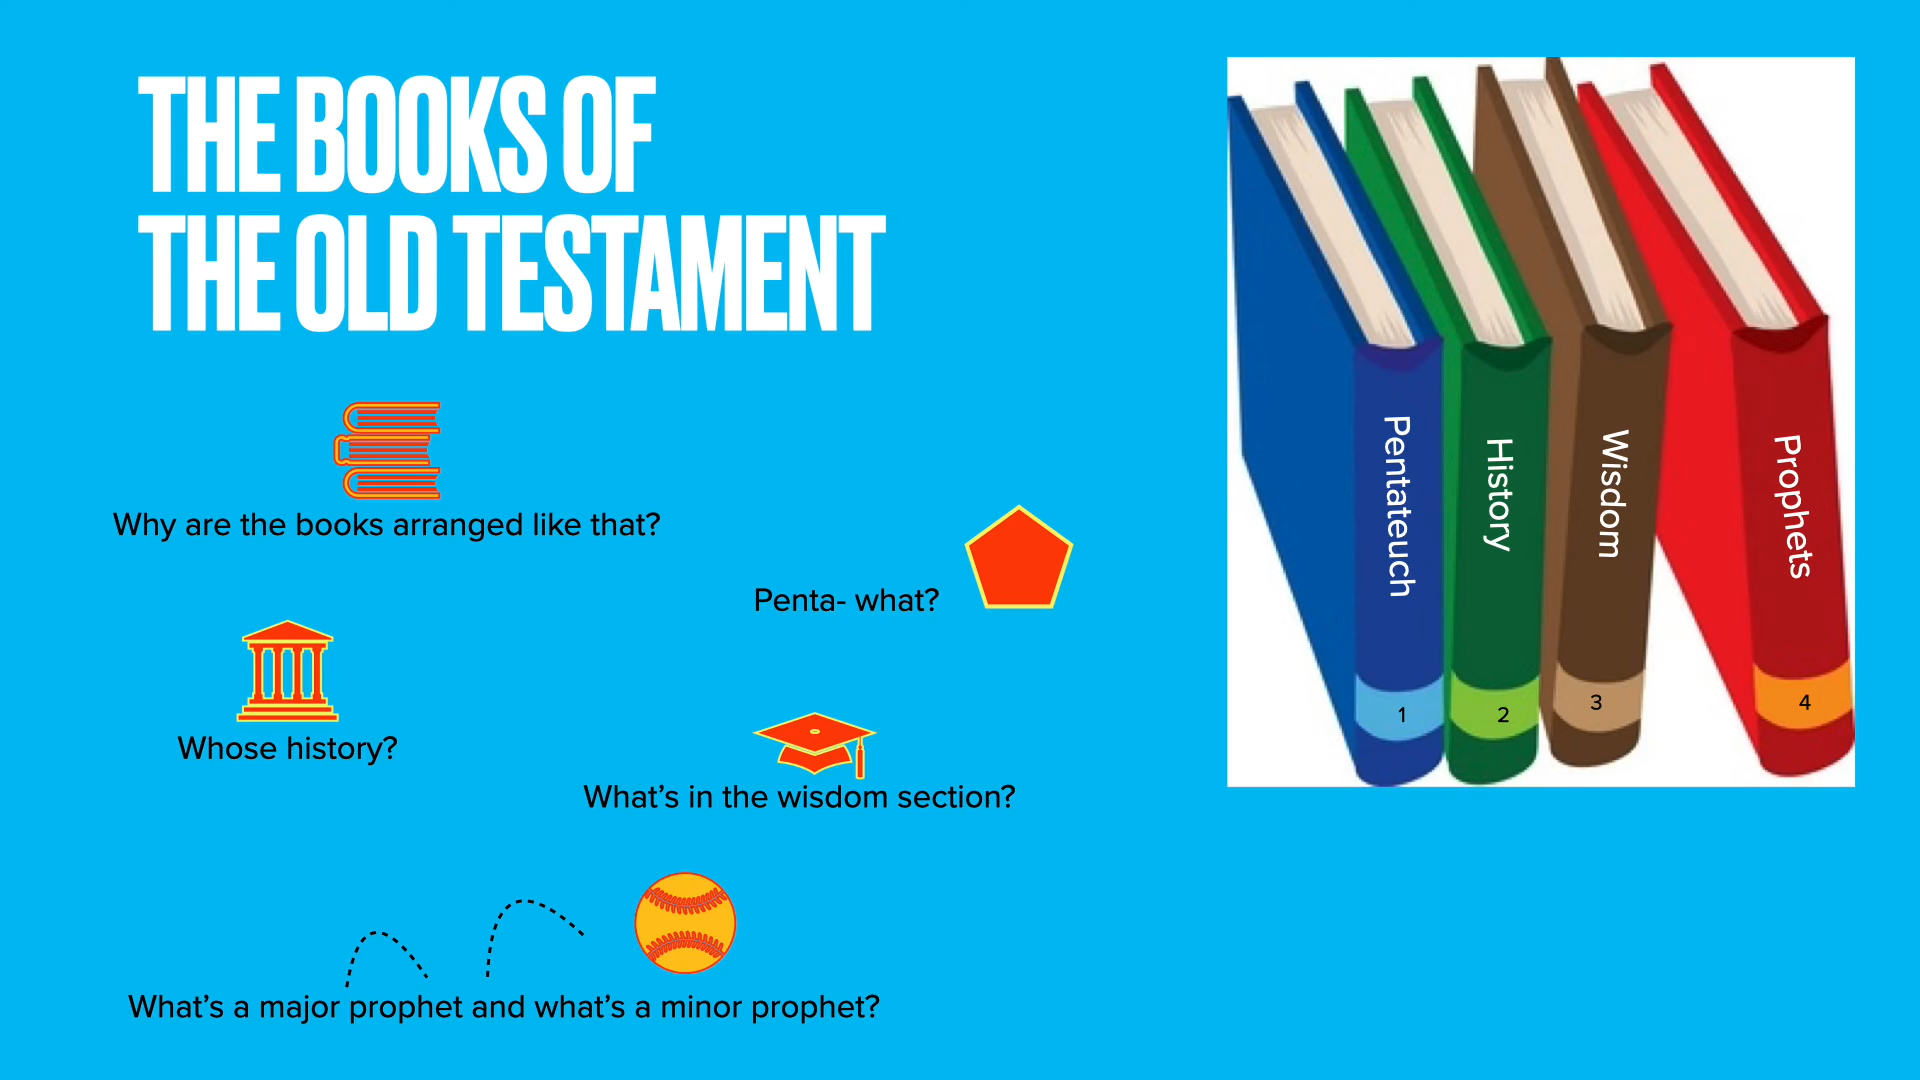 THE BOOKS OF
THE OLD TESTAMENT
Why are the books arranged like that?
Penta- what?
Whose history?
What’s in the wisdom section?
What’s a major prophet and what’s a minor prophet?
Pentateuch
History
Wisdom
Prophets
1
2
3
4